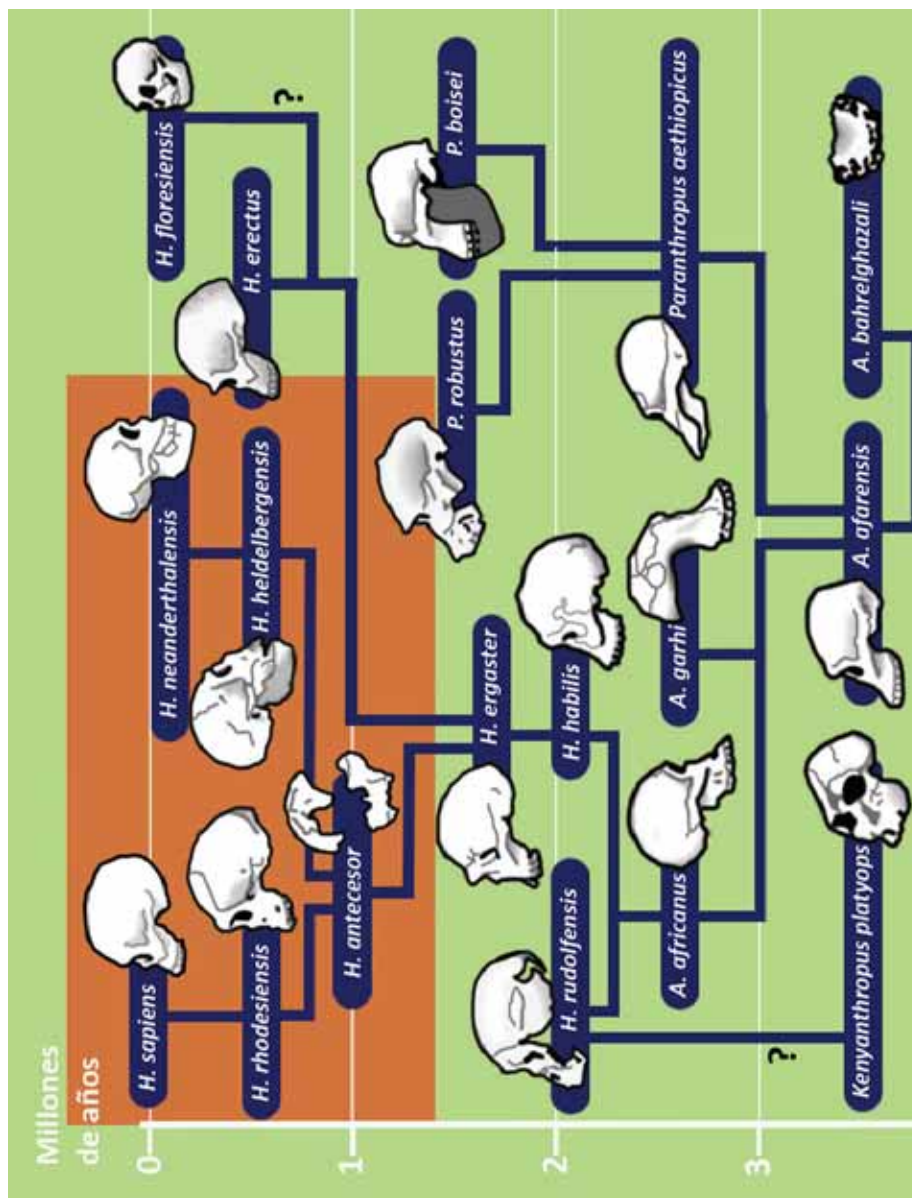 Millones
de años
0
1
2
3
H. sapiens
H. neanderthalensis
H. floresiensis
H. rhodesiensis
H. heldelbergensis
H. erectus
?
H. antecesor
H. ergaster
P. robustus
P. boisei
H. rudolfensis
H. habilis
A. africanus
A. garhi
Paranthropus aethiopicus
?
Kenyanthropus platyops
A. afarensis
A. bahrelghazali